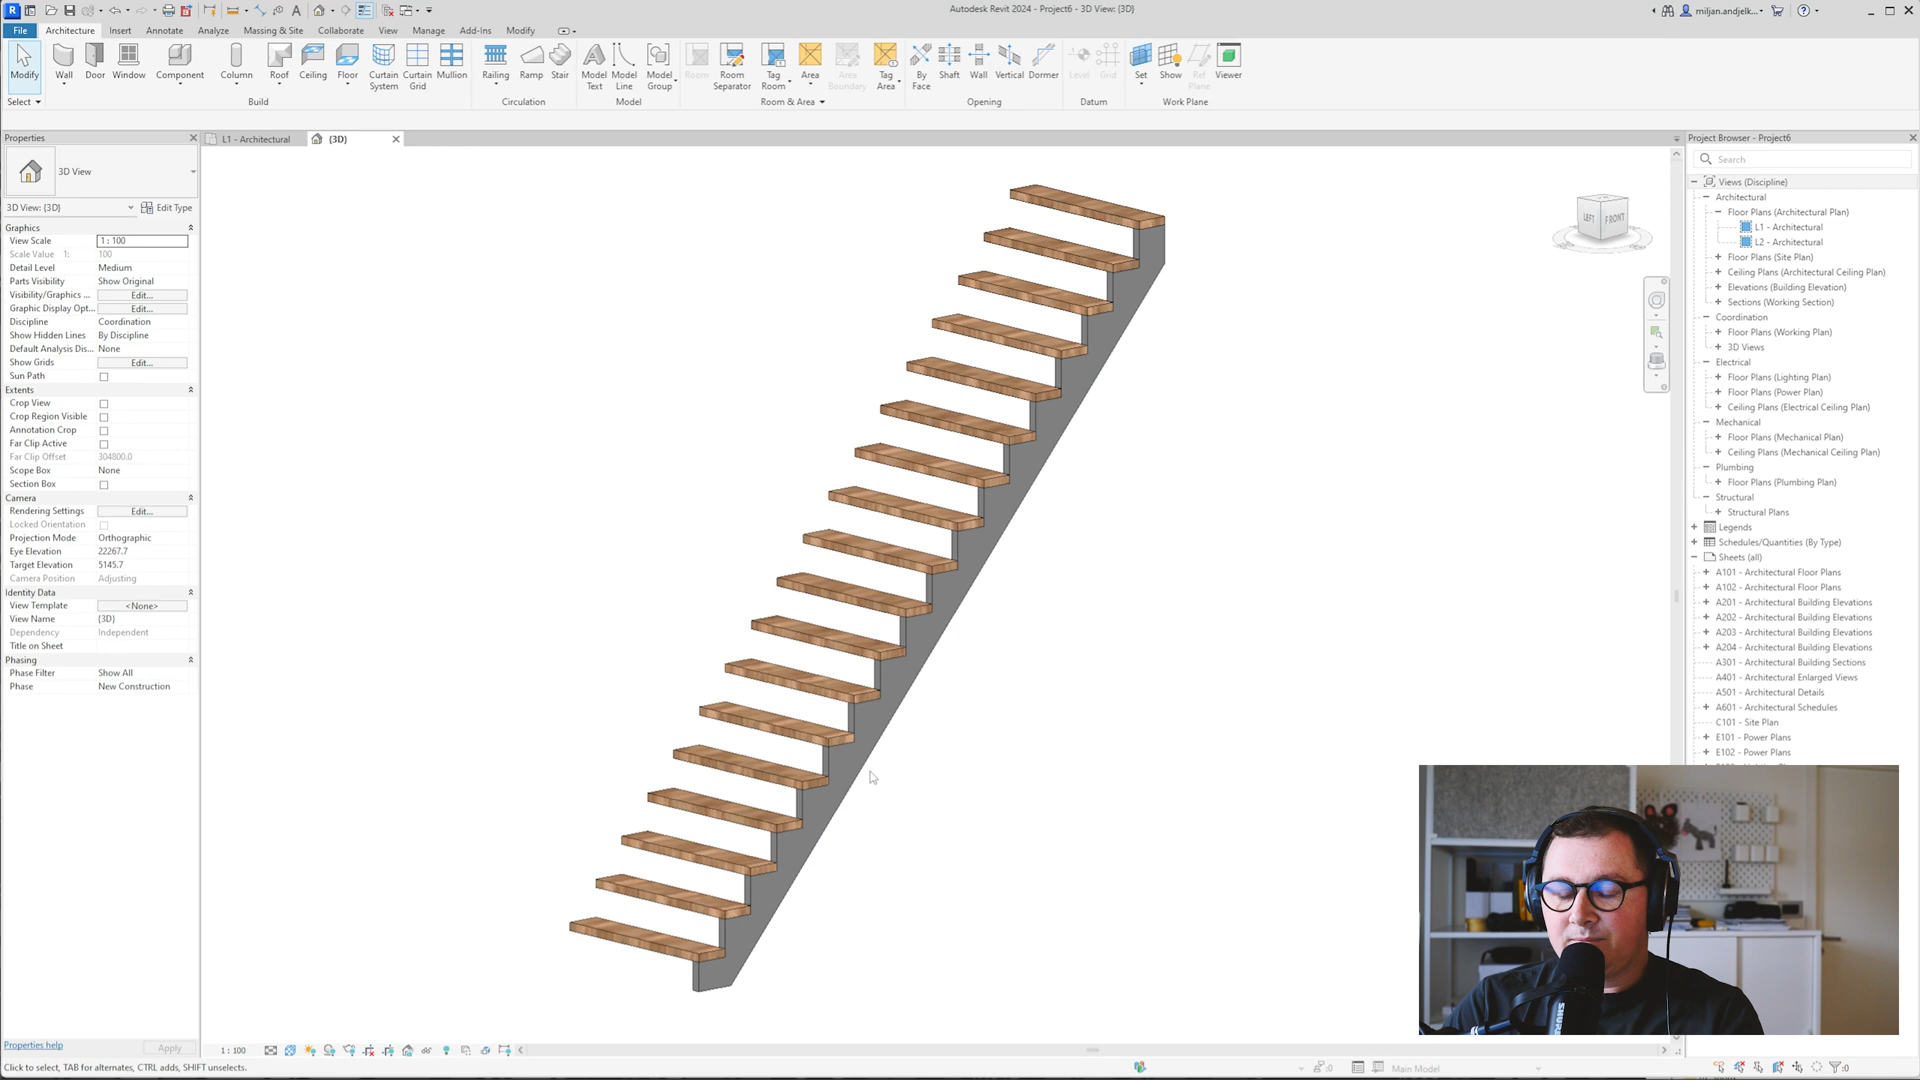 Autodesk Revit 2024 - Project6 - 3D View: {3D}
miljan.andjelk...
File Architecture Insert Annotate Analyze Massing & Site Collaborate View Manage Add-Ins Modify
Modify Wall Door Window Component Column Roof Ceiling Floor Curtain System Curtain Grid Mullion Railing Ramp Stair Model Text Model Line Model Group Room Room Separator Tag Room Area Area Boundary Tag Area By Face Shaft Wall Vertical Dormer Level Grid Set Show Ref Plane Viewer
Select Build Circulation Model Room & Area Opening Datum Work Plane
Properties
L1 - Architectural
{3D}
3D View
3D View: {3D} Edit Type
Graphics
View Scale 1 : 100
Scale Value 1: 100
Detail Level Medium
Parts Visibility Show Original
Visibility/Graphics ... Edit...
Graphic Display Opt... Edit...
Discipline Coordination
Show Hidden Lines By Discipline
Default Analysis Dis... None
Show Grids Edit...
Sun Path
Extents
Crop View
Crop Region Visible
Annotation Crop
Far Clip Active
Far Clip Offset 304800.0
Scope Box None
Section Box
Camera
Rendering Settings Edit...
Locked Orientation
Projection Mode Orthographic
Eye Elevation 22267.7
Target Elevation 5145.7
Camera Position Adjusting
Identity Data
View Template <None>
View Name {3D}
Dependency Independent
Title on Sheet
Phasing
Phase Filter Show All
Phase New Construction
Properties help Apply
LEFT FRONT
Project Browser - Project6
Search
Views (Discipline)
Architectural
Floor Plans (Architectural Plan)
L1 - Architectural
L2 - Architectural
Floor Plans (Site Plan)
Ceiling Plans (Architectural Ceiling Plan)
Elevations (Building Elevation)
Sections (Working Section)
Coordination
Floor Plans (Working Plan)
3D Views
Electrical
Floor Plans (Lighting Plan)
Floor Plans (Power Plan)
Ceiling Plans (Electrical Ceiling Plan)
Mechanical
Floor Plans (Mechanical Plan)
Ceiling Plans (Mechanical Ceiling Plan)
Plumbing
Floor Plans (Plumbing Plan)
Structural
Structural Plans
Legends
Schedules/Quantities (By Type)
Sheets (all)
A101 - Architectural Floor Plans
A102 - Architectural Floor Plans
A201 - Architectural Building Elevations
A202 - Architectural Building Elevations
A203 - Architectural Building Elevations
A204 - Architectural Building Elevations
A301 - Architectural Building Sections
A401 - Architectural Enlarged Views
A501 - Architectural Details
A601 - Architectural Schedules
C101 - Site Plan
E101 - Power Plans
E102 - Power Plans
SHURE
1 : 100
Click to select, TAB for alternates, CTRL adds, SHIFT unselects.
:0
Main Model
:0